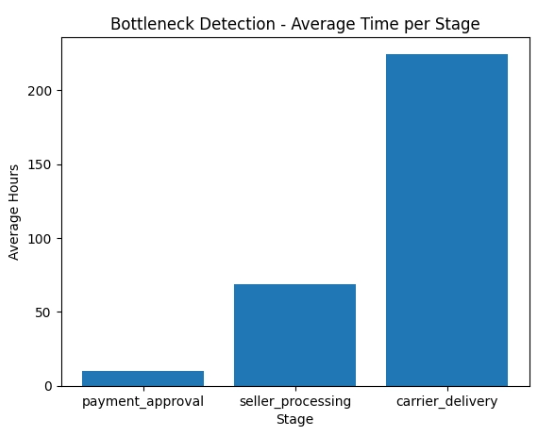 Bottleneck Detection - Average Time per Stage
Average Hours
200
150
100
50
0
payment_approval seller_processing carrier_delivery
Stage